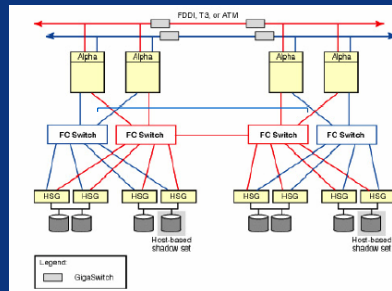 FDDI, T3, or ATM
Alpha
Alpha
Alpha
Alpha
FC Switch
FC Switch
FC Switch
FC Switch
HSG
HSG
HSG
HSG
HSG
HSG
HSG
HSG
Host-based
shadow set
Host-based
shadow set
Legend:
GigaSwitch